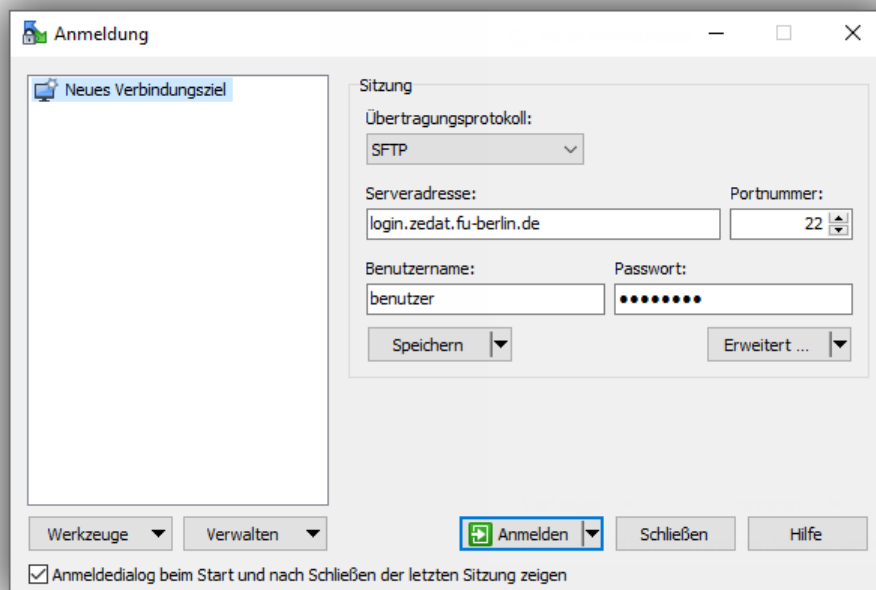 Anmeldung
Neues Verbindungsziel
Sitzung
Übertragungsprotokoll:
SFTP
Serveradresse: Portnummer:
login.zedat.fu-berlin.de 22
Benutzername: Passwort:
benutzer ●●●●●●●●
Speichern Erweitert ...
Werkzeuge Verwalten Anmelden Schließen Hilfe
Anmeldedialog beim Start und nach Schließen der letzten Sitzung zeigen